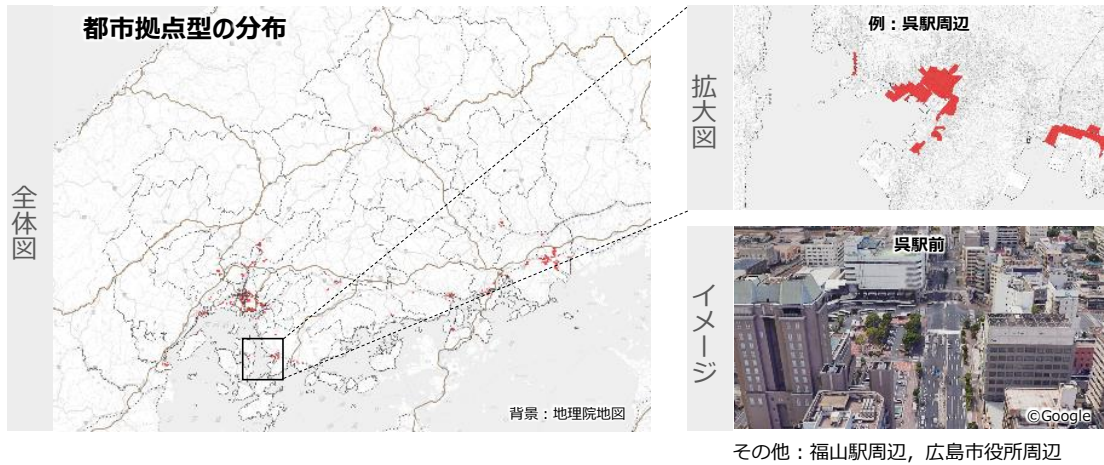 都市拠点型の分布
全体図
背景：地理院地図
拡大図
例：呉駅周辺
イメージ
呉駅前
©Google
その他：福山駅周辺，広島市役所周辺